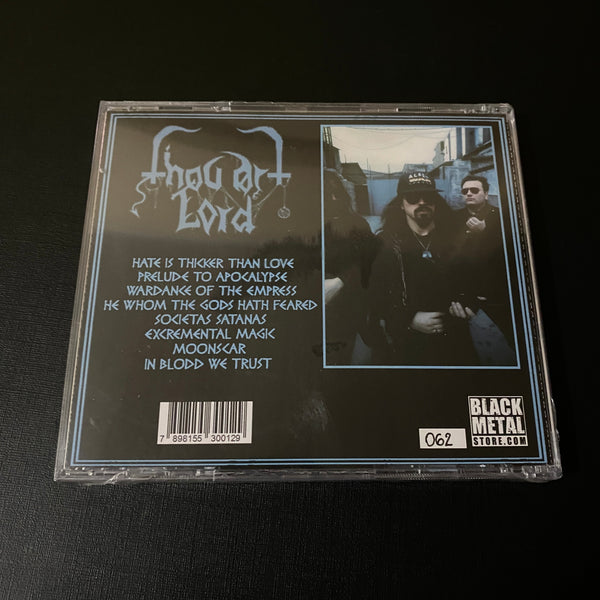 thou art
Lord
HATE IS THICKER THAN LOVE
PRELUDE TO APOCALYPSE
WARDANCE OF THE EMPRESS
HE WHOM THE GODS HATH FEARED
SOCIETAS SATANAS
EXCREMENTAL MAGIC
MOONSCAR
IN BLODD WE TRUST
7 898155 300129
062
BLACK
METAL
STORE.COM